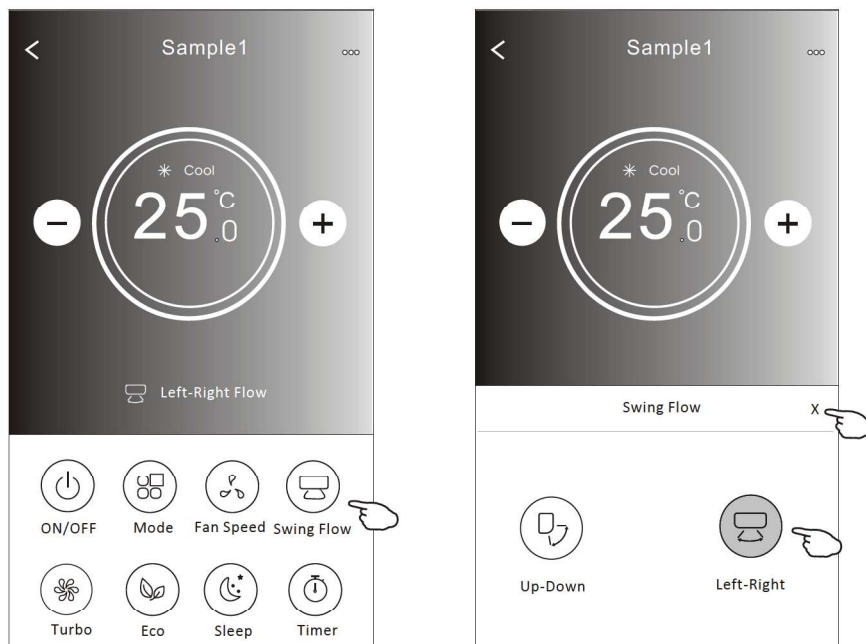 Sample1
Cool
25.0°C
Left-Right Flow
ON/OFF Mode Fan Speed Swing Flow
Turbo Eco Sleep Timer
Sample1
Cool
25.0°C
Swing Flow X
Up-Down Left-Right